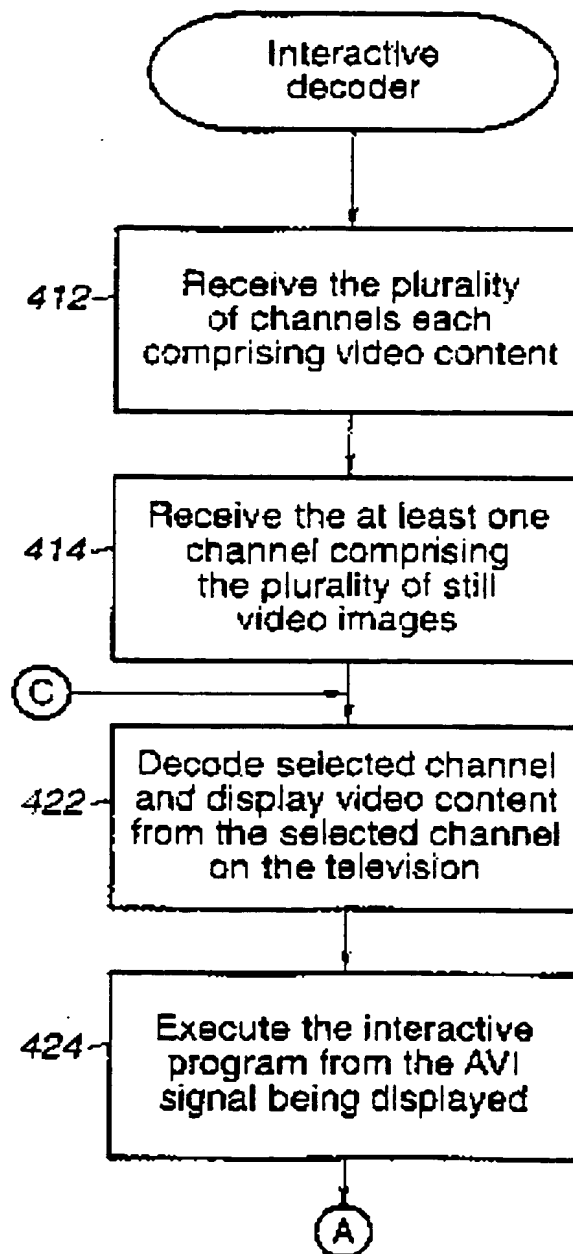 Interactive
decoder
412
Receive the plurality
of channels each
comprising video content
414
Receive the at least one
channel comprising
the plurality of still
video images
C
422
Decode selected channel
and display video content
from the selected channel
on the television
424
Execute the interactive
program from the AVI
signal being displayed
A